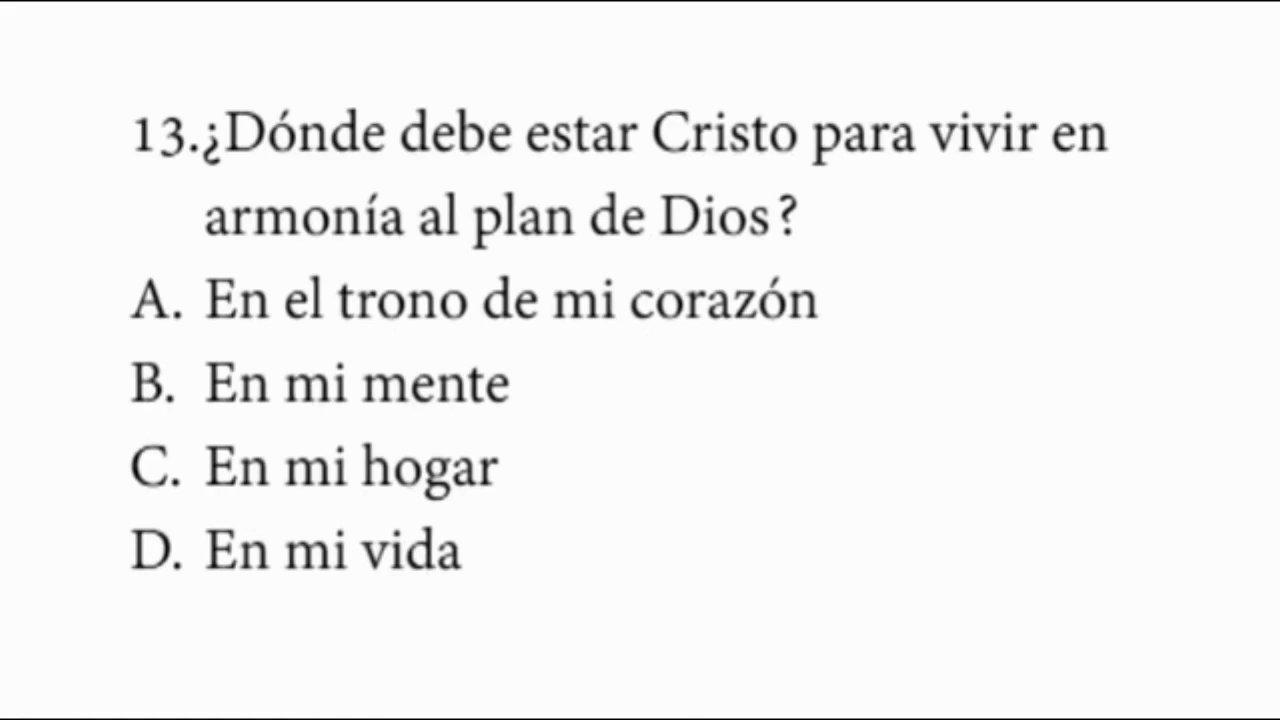 13.¿Dónde debe estar Cristo para vivir en
armonía al plan de Dios?
A. En el trono de mi corazón
B. En mi mente
C. En mi hogar
D. En mi vida